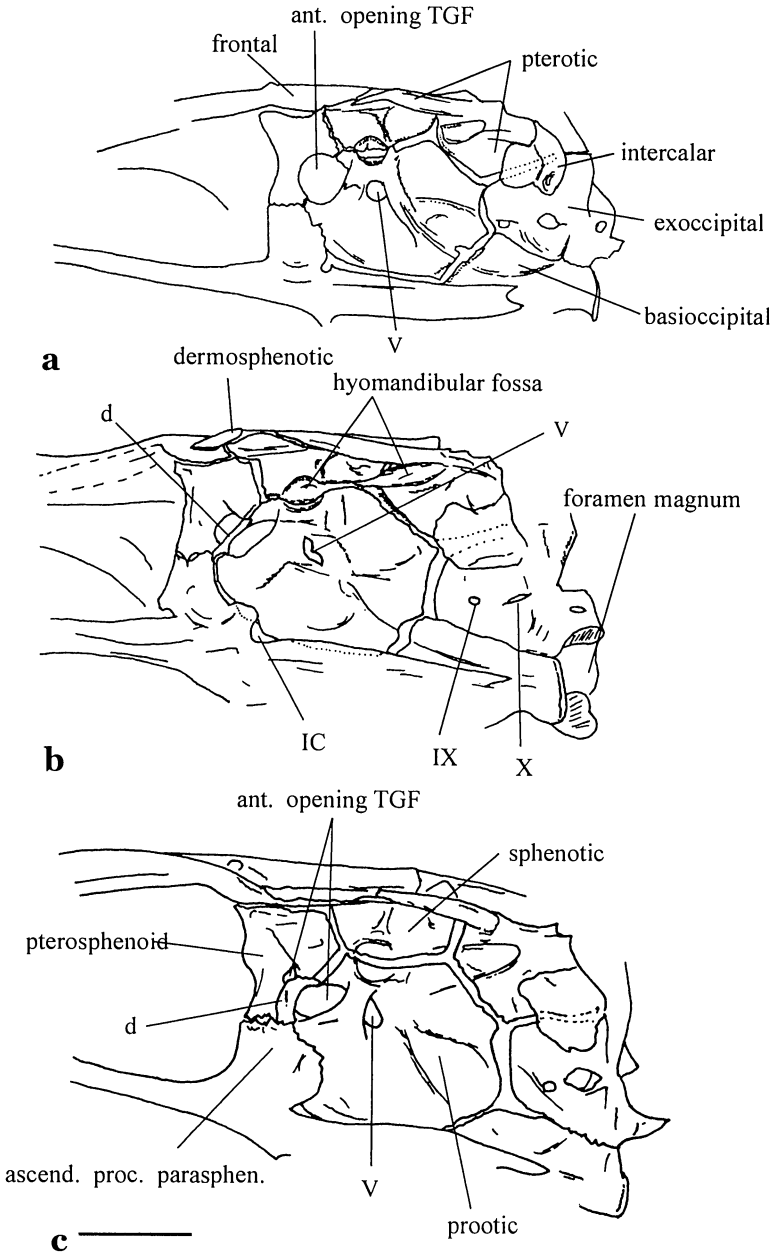 ant. opening TGF
frontal
pterotic
intercalar
exoccipital
basioccipital
V
a
dermosphenotic
hyomandibular fossa
d
V
foramen magnum
IC
IX
X
b
ant. opening TGF
sphenotic
pterosphenoid
d
ascend. proc. parasphen.
V
prootic
c